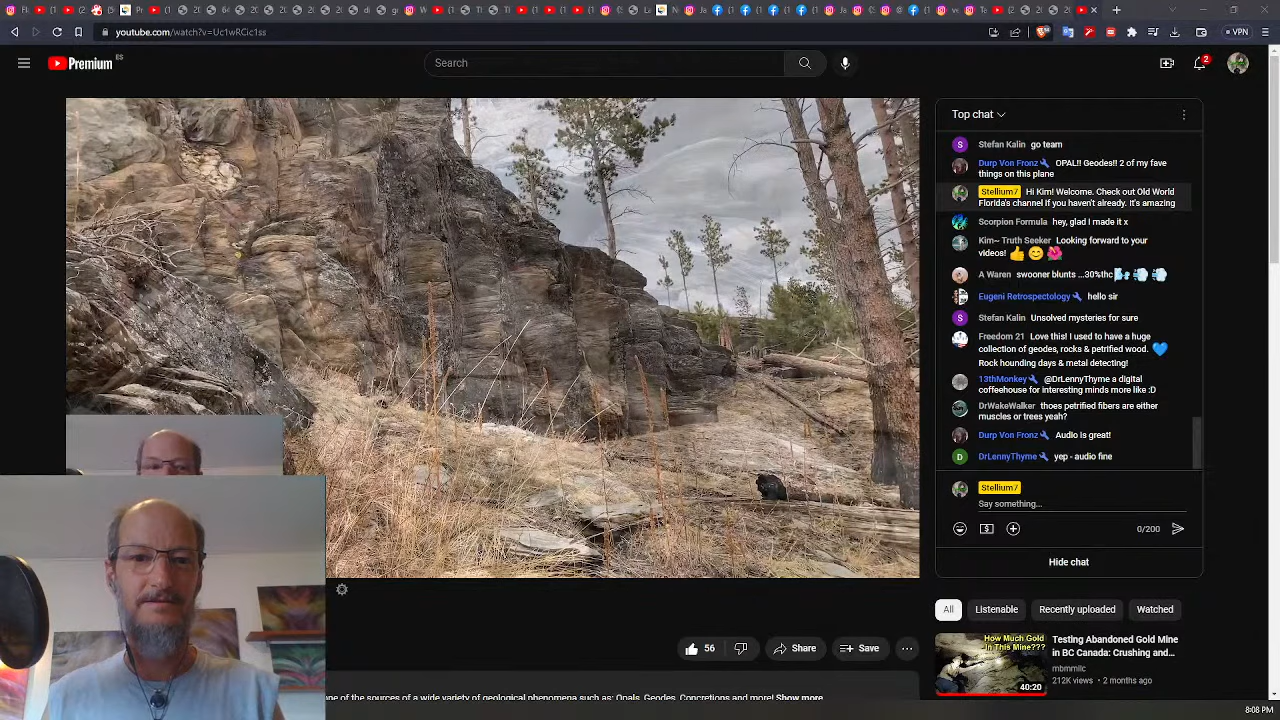 youtube.com/watch?v=Uc1wRCic1ss
VPN
Premium
ES
Search
2
Top chat
Stefan Kalin go team
Durp Von Fronz OPAL!! Geodes!! 2 of my fave
things on this plane
Stellium7 Hi Kim! Welcome. Check out Old World
Florida's channel if you haven't already. It's amazing
Scorpion Formula hey, glad I made it x
Kim~ Truth Seeker Looking forward to your
videos! 👍😊🌺
A Waren swooner blunts ...30%thc🌬💨💨
Eugeni Retrospectology hello sir
Stefan Kalin Unsolved mysteries for sure
Freedom 21 Love this! I used to have a huge
collection of geodes, rocks & petrified wood. 💙
Rock hounding days & metal detecting!
13thMonkey @DrLennyThyme a digital
coffeehouse for interesting minds more like :D
DrWakeWalker thoes petrified fibers are either
muscles or trees yeah?
Durp Von Fronz Audio is great!
DrLennyThyme yep - audio fine
Stellium7
Say something...
0/200
Hide chat
All Listenable Recently uploaded Watched
56 Share Save
How Much Gold
In This Mine???
40:20
Testing Abandoned Gold Mine
in BC Canada: Crushing and...
mbmmllc
212K views • 2 months ago
of the sources of a wide variety of geological phenomena such as: Opals, Geodes, Concretions and more! Show more
8:08 PM